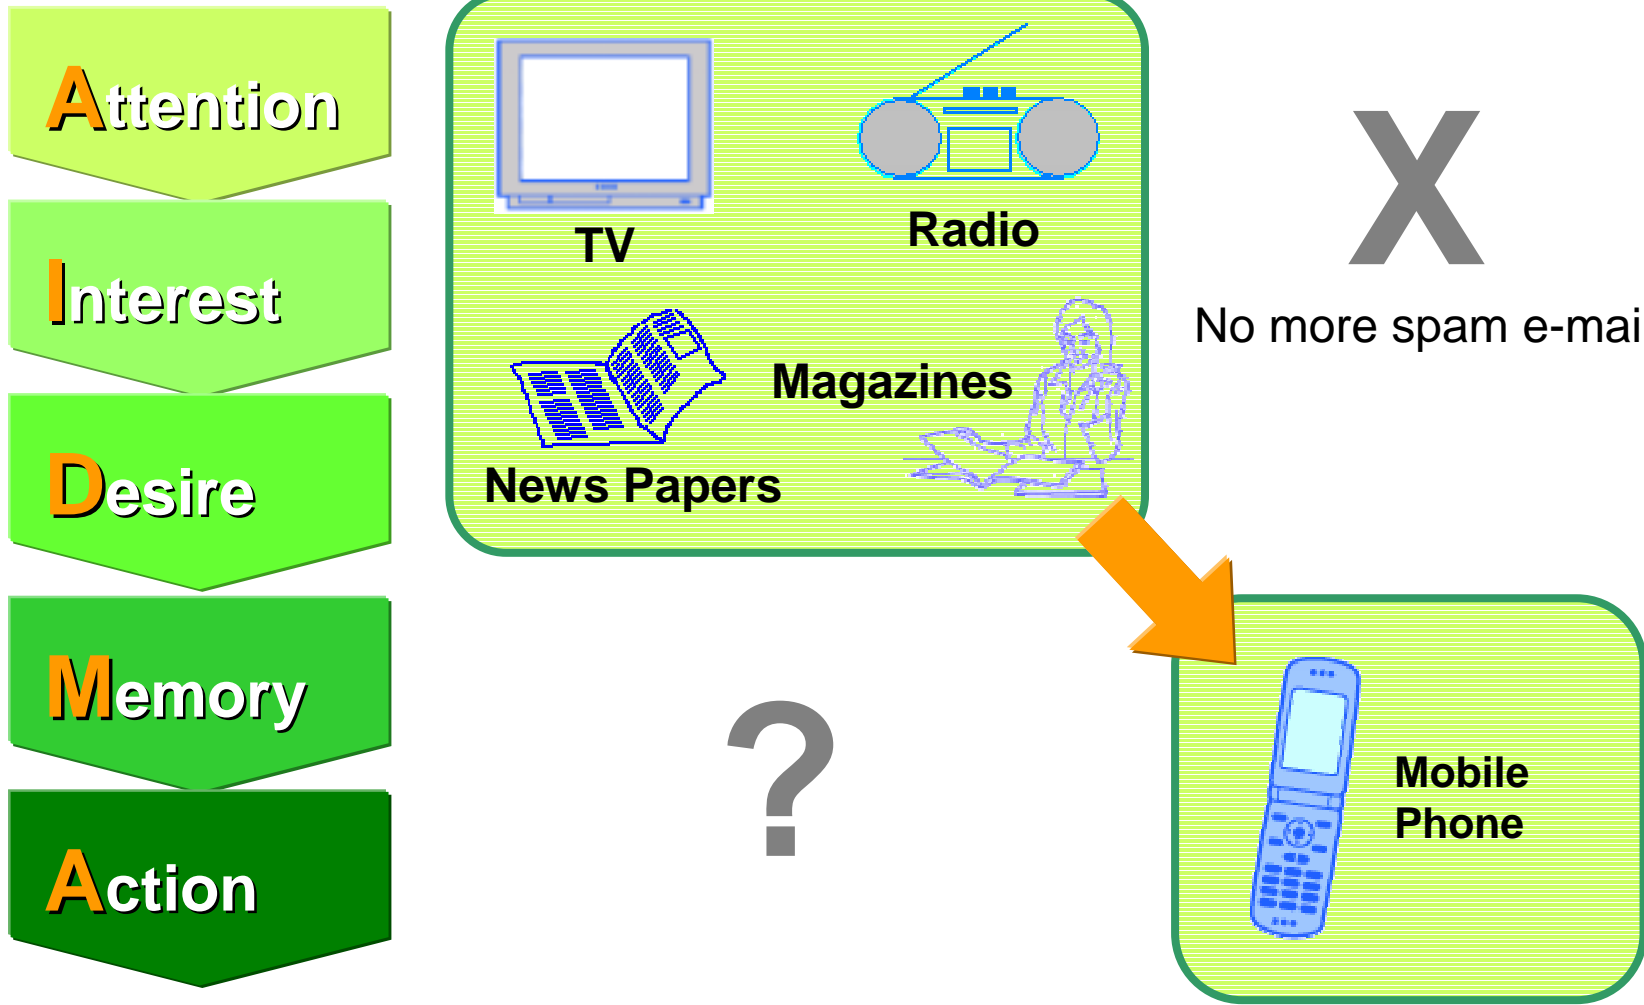 Attention
Interest
Desire
Memory
Action
TV
Radio
News Papers
Magazines
X
No more spam e-mai
?
Mobile
Phone